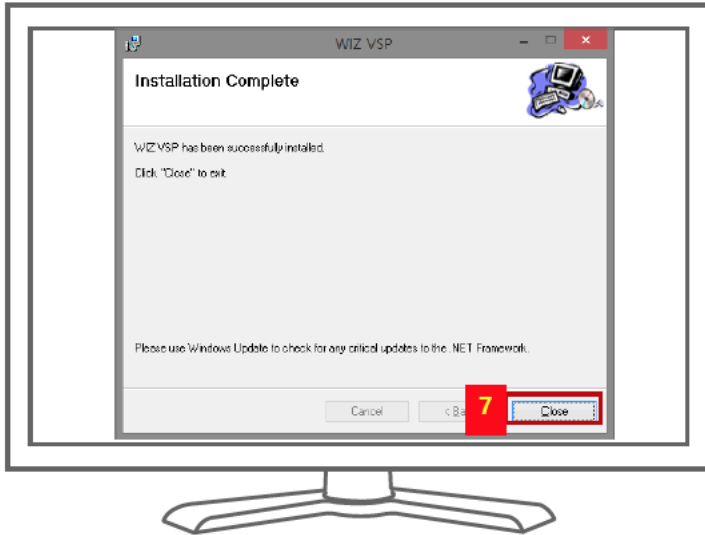 WIZ VSP
Installation Complete
WIZ VSP has been successfully installed.
Click "Close" to exit.
Please use Windows Update to check for any critical updates to the .NET Framework.
Cancel < Ba 7 Close